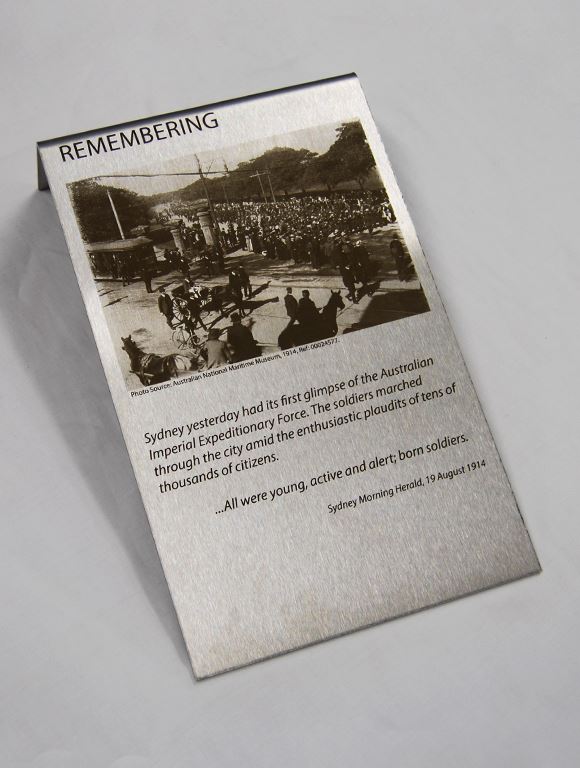 REMEMBERING
Photo Source: Australian National Maritime Museum, 1914, Ref: 00024577.
Sydney yesterday had its first glimpse of the Australian
Imperial Expeditionary Force. The soldiers marched
through the city amid the enthusiastic plaudits of tens of
thousands of citizens.
...All were young, active and alert; born soldiers.
Sydney Morning Herald, 19 August 1914